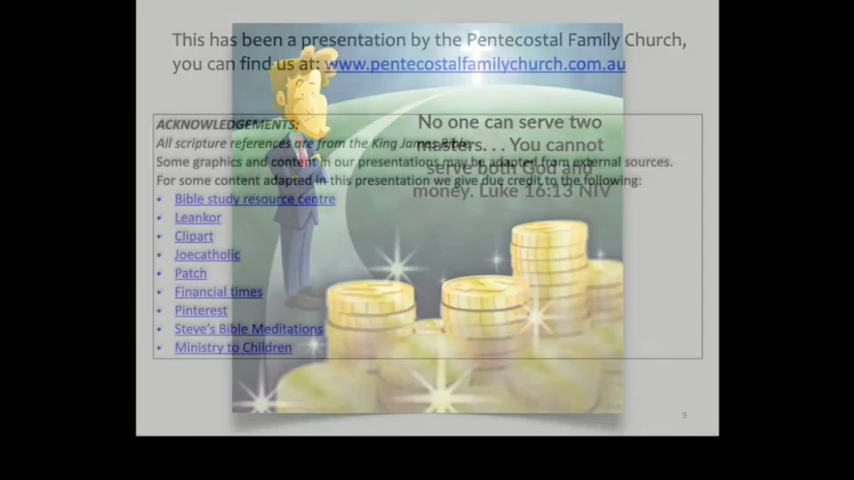 This has been a presentation by the Pentecostal Family Church,
you can find us at: www.pentecostalfamilychurch.com.au
No one can serve two
masters. . . You cannot
serve both God and
money. Luke 16:13 NIV
ACKNOWLEDGEMENTS:
All scripture references are from the King James Bible.
Some graphics and content in our presentations may be adapted from external sources.
For some content adapted in this presentation we give due credit to the following:
• Bible study resource centre
• Leankor
• Clipart
• Joecatholic
• Patch
• Financial times
• Pinterest
• Steve's Bible Meditations
• Ministry to Children
9